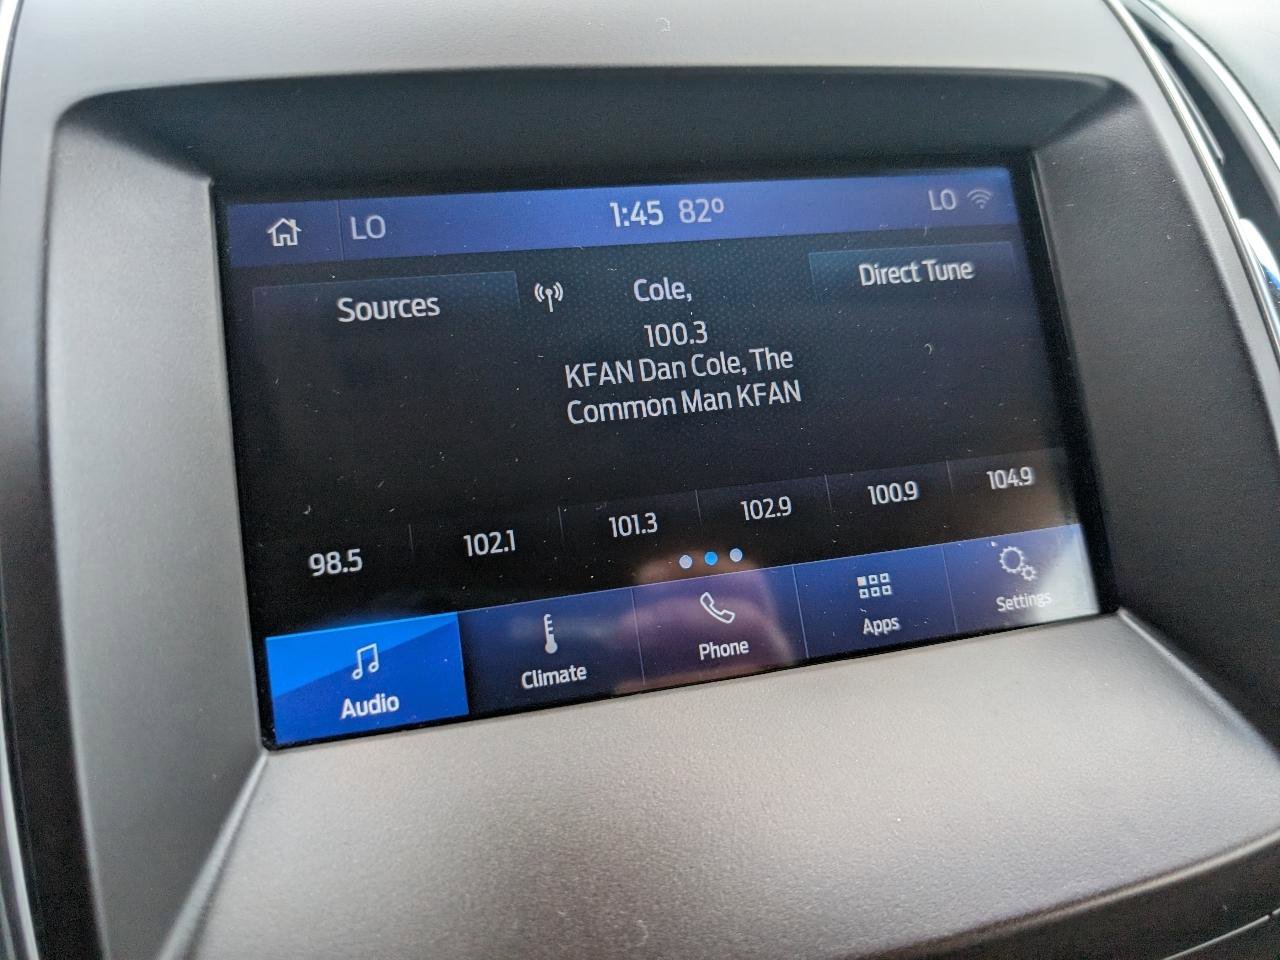 LO
1:45 82°
LO
Sources
Cole,
Direct Tune
100.3
KFAN Dan Cole, The
Common Man KFAN
98.5
102.1
101.3
102.9
100.9
104.9
Audio
Climate
Phone
Apps
Settings